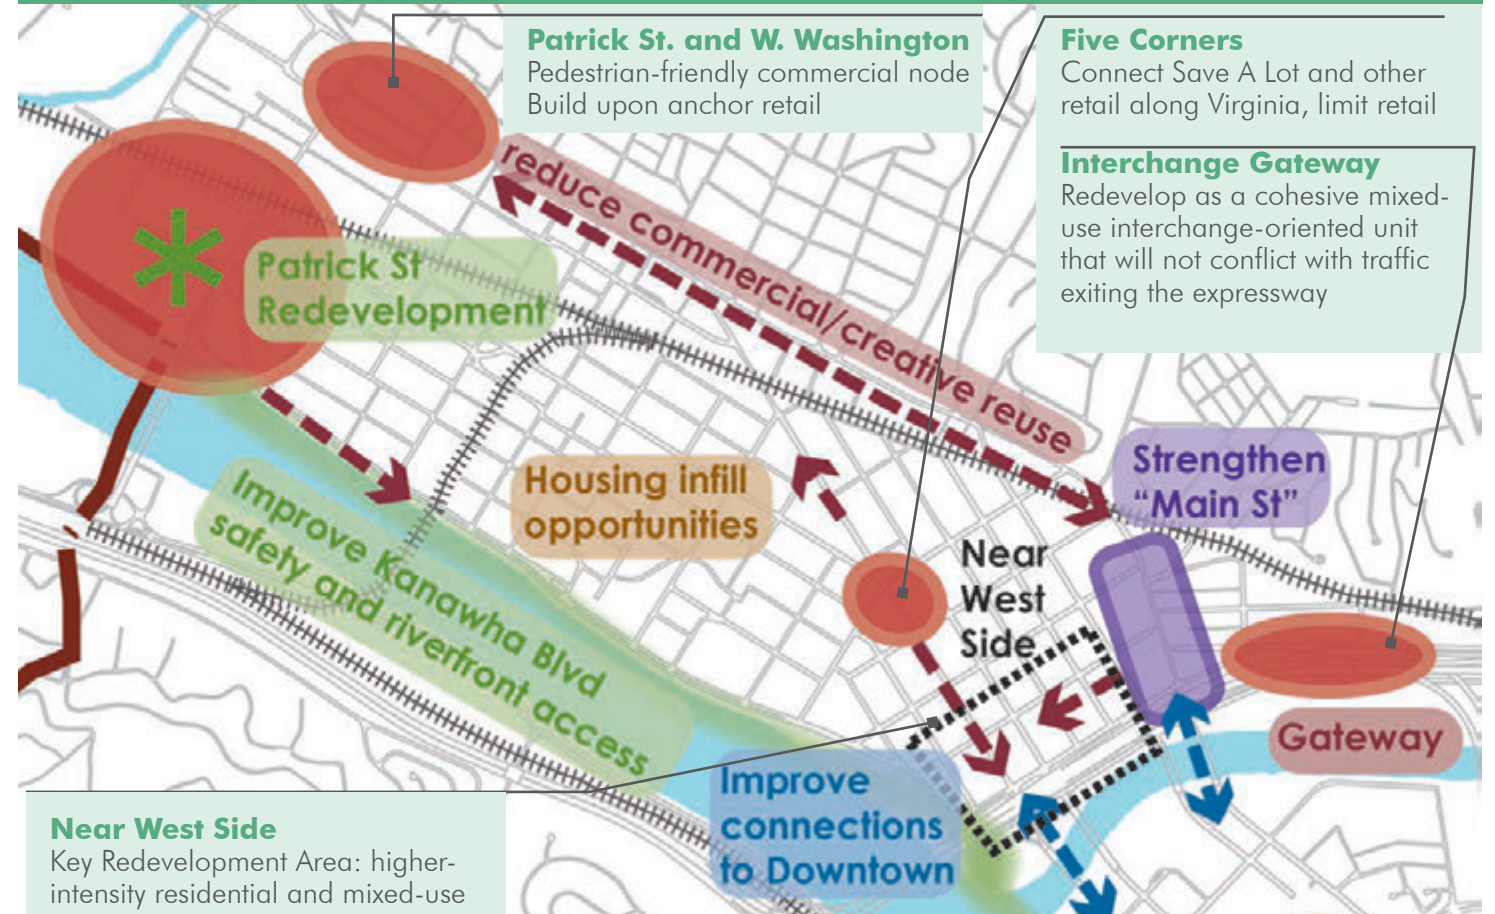 Patrick St. and W. Washington
Pedestrian-friendly commercial node
Build upon anchor retail
Five Corners
Connect Save A Lot and other
retail along Virginia, limit retail
Interchange Gateway
Redevelop as a cohesive mixed-
use interchange-oriented unit
that will not conflict with traffic
exiting the expressway
reduce commercial/creative reuse
Patrick St
Redevelopment
Strengthen
"Main St"
Housing infill
opportunities
Improve Kanawha Blvd
safety and riverfront access
Near
West
Side
Gateway
Improve
connections
to Downtown
Near West Side
Key Redevelopment Area: higher-
intensity residential and mixed-use